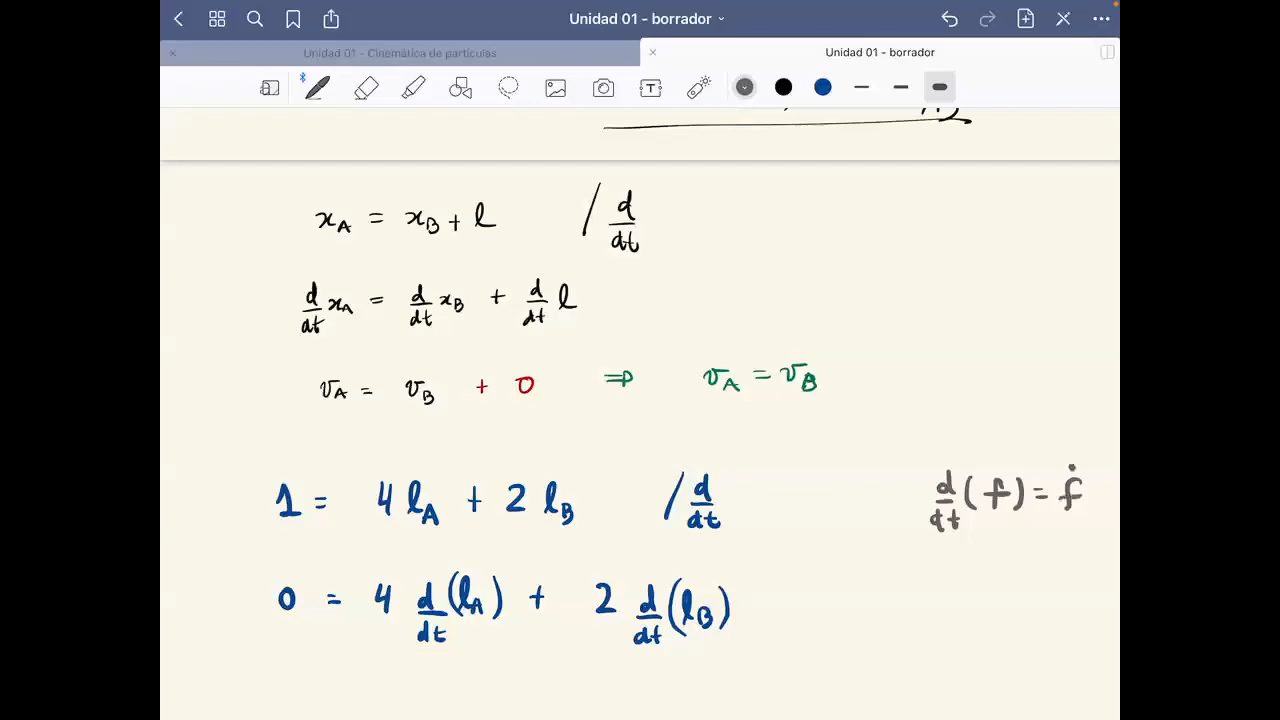 Unidad 01 - borrador
Unidad 01 - Cinemática de partículas
Unidad 01 - borrador
x_A = x_B + l / d/dt
d/dt x_A = d/dt x_B + d/dt l
v_A = v_B + 0 ⇒ v_A = v_B
1 = 4 l_A + 2 l_B / d/dt
d/dt (f) = ḟ
0 = 4 d/dt (l_A) + 2 d/dt (l_B)